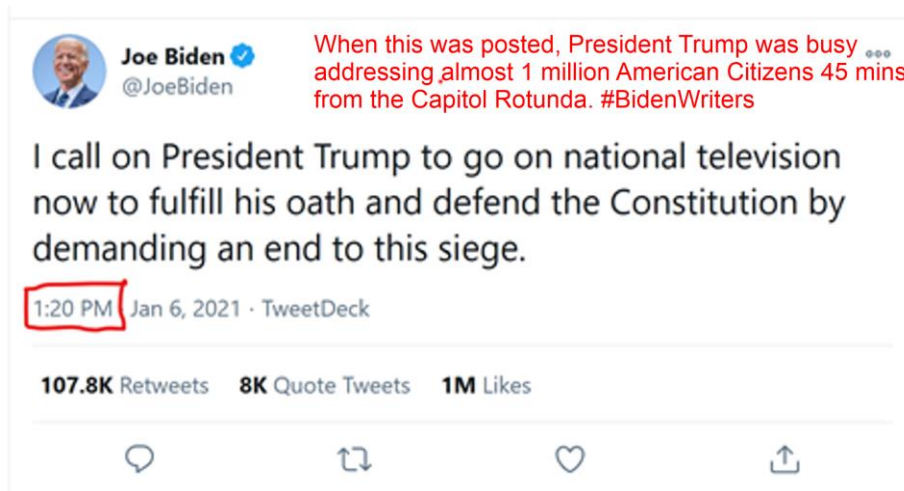 Joe Biden
@JoeBiden
When this was posted, President Trump was busy
addressing almost 1 million American Citizens 45 mins
from the Capitol Rotunda. #BidenWriters
I call on President Trump to go on national television
now to fulfill his oath and defend the Constitution by
demanding an end to this siege.
1:20 PM Jan 6, 2021 · TweetDeck
107.8K Retweets 8K Quote Tweets 1M Likes